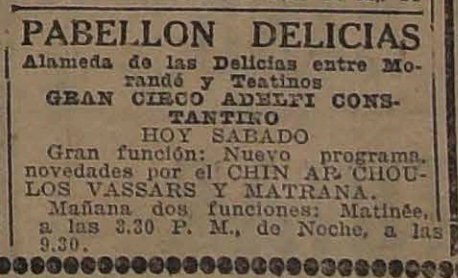 PABELLON DELICIAS
Alameda de las Delicias entre Mo-
randé y Teatinos
GRAN CIRCO ADELFI CONS-
TANTINO
HOY SABADO
Gran función: Nuevo programa,
novedades por el CHIN AR CHOU-
LOS VASSARS Y MATRANA.
Mañana dos funciones: Matinée,
a las 3.30 P. M., de Noche, a las
9.30.